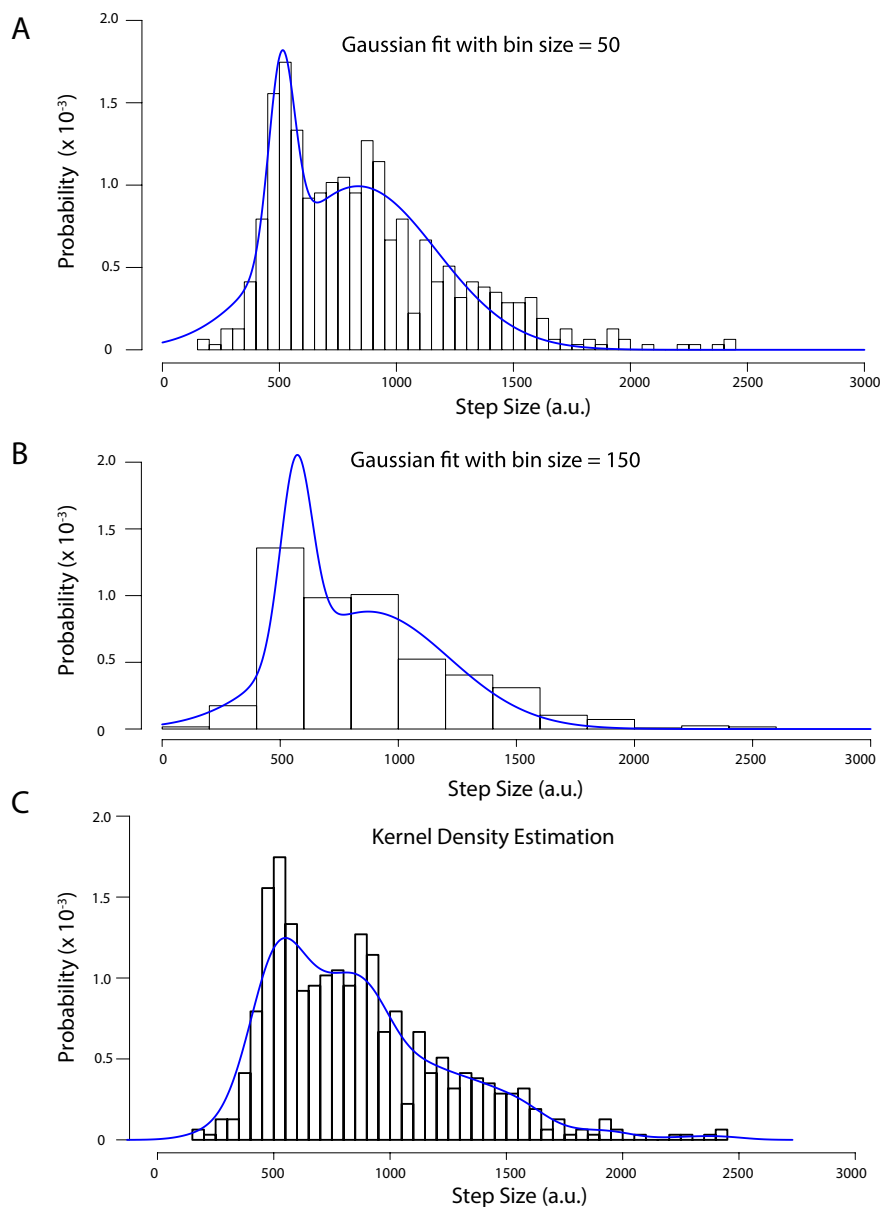 A
Gaussian fit with bin size = 50
Probability (x 10⁻³)
2.0
1.5
1.0
0.5
0
0 500 1000 1500 2000 2500 3000
Step Size (a.u.)
B
Gaussian fit with bin size = 150
Probability (x 10⁻³)
2.0
1.5
1.0
0.5
0
0 500 1000 1500 2000 2500 3000
Step Size (a.u.)
C
Kernel Density Estimation
Probability (x 10⁻³)
2.0
1.5
1.0
0.5
0
0 500 1000 1500 2000 2500 3000
Step Size (a.u.)